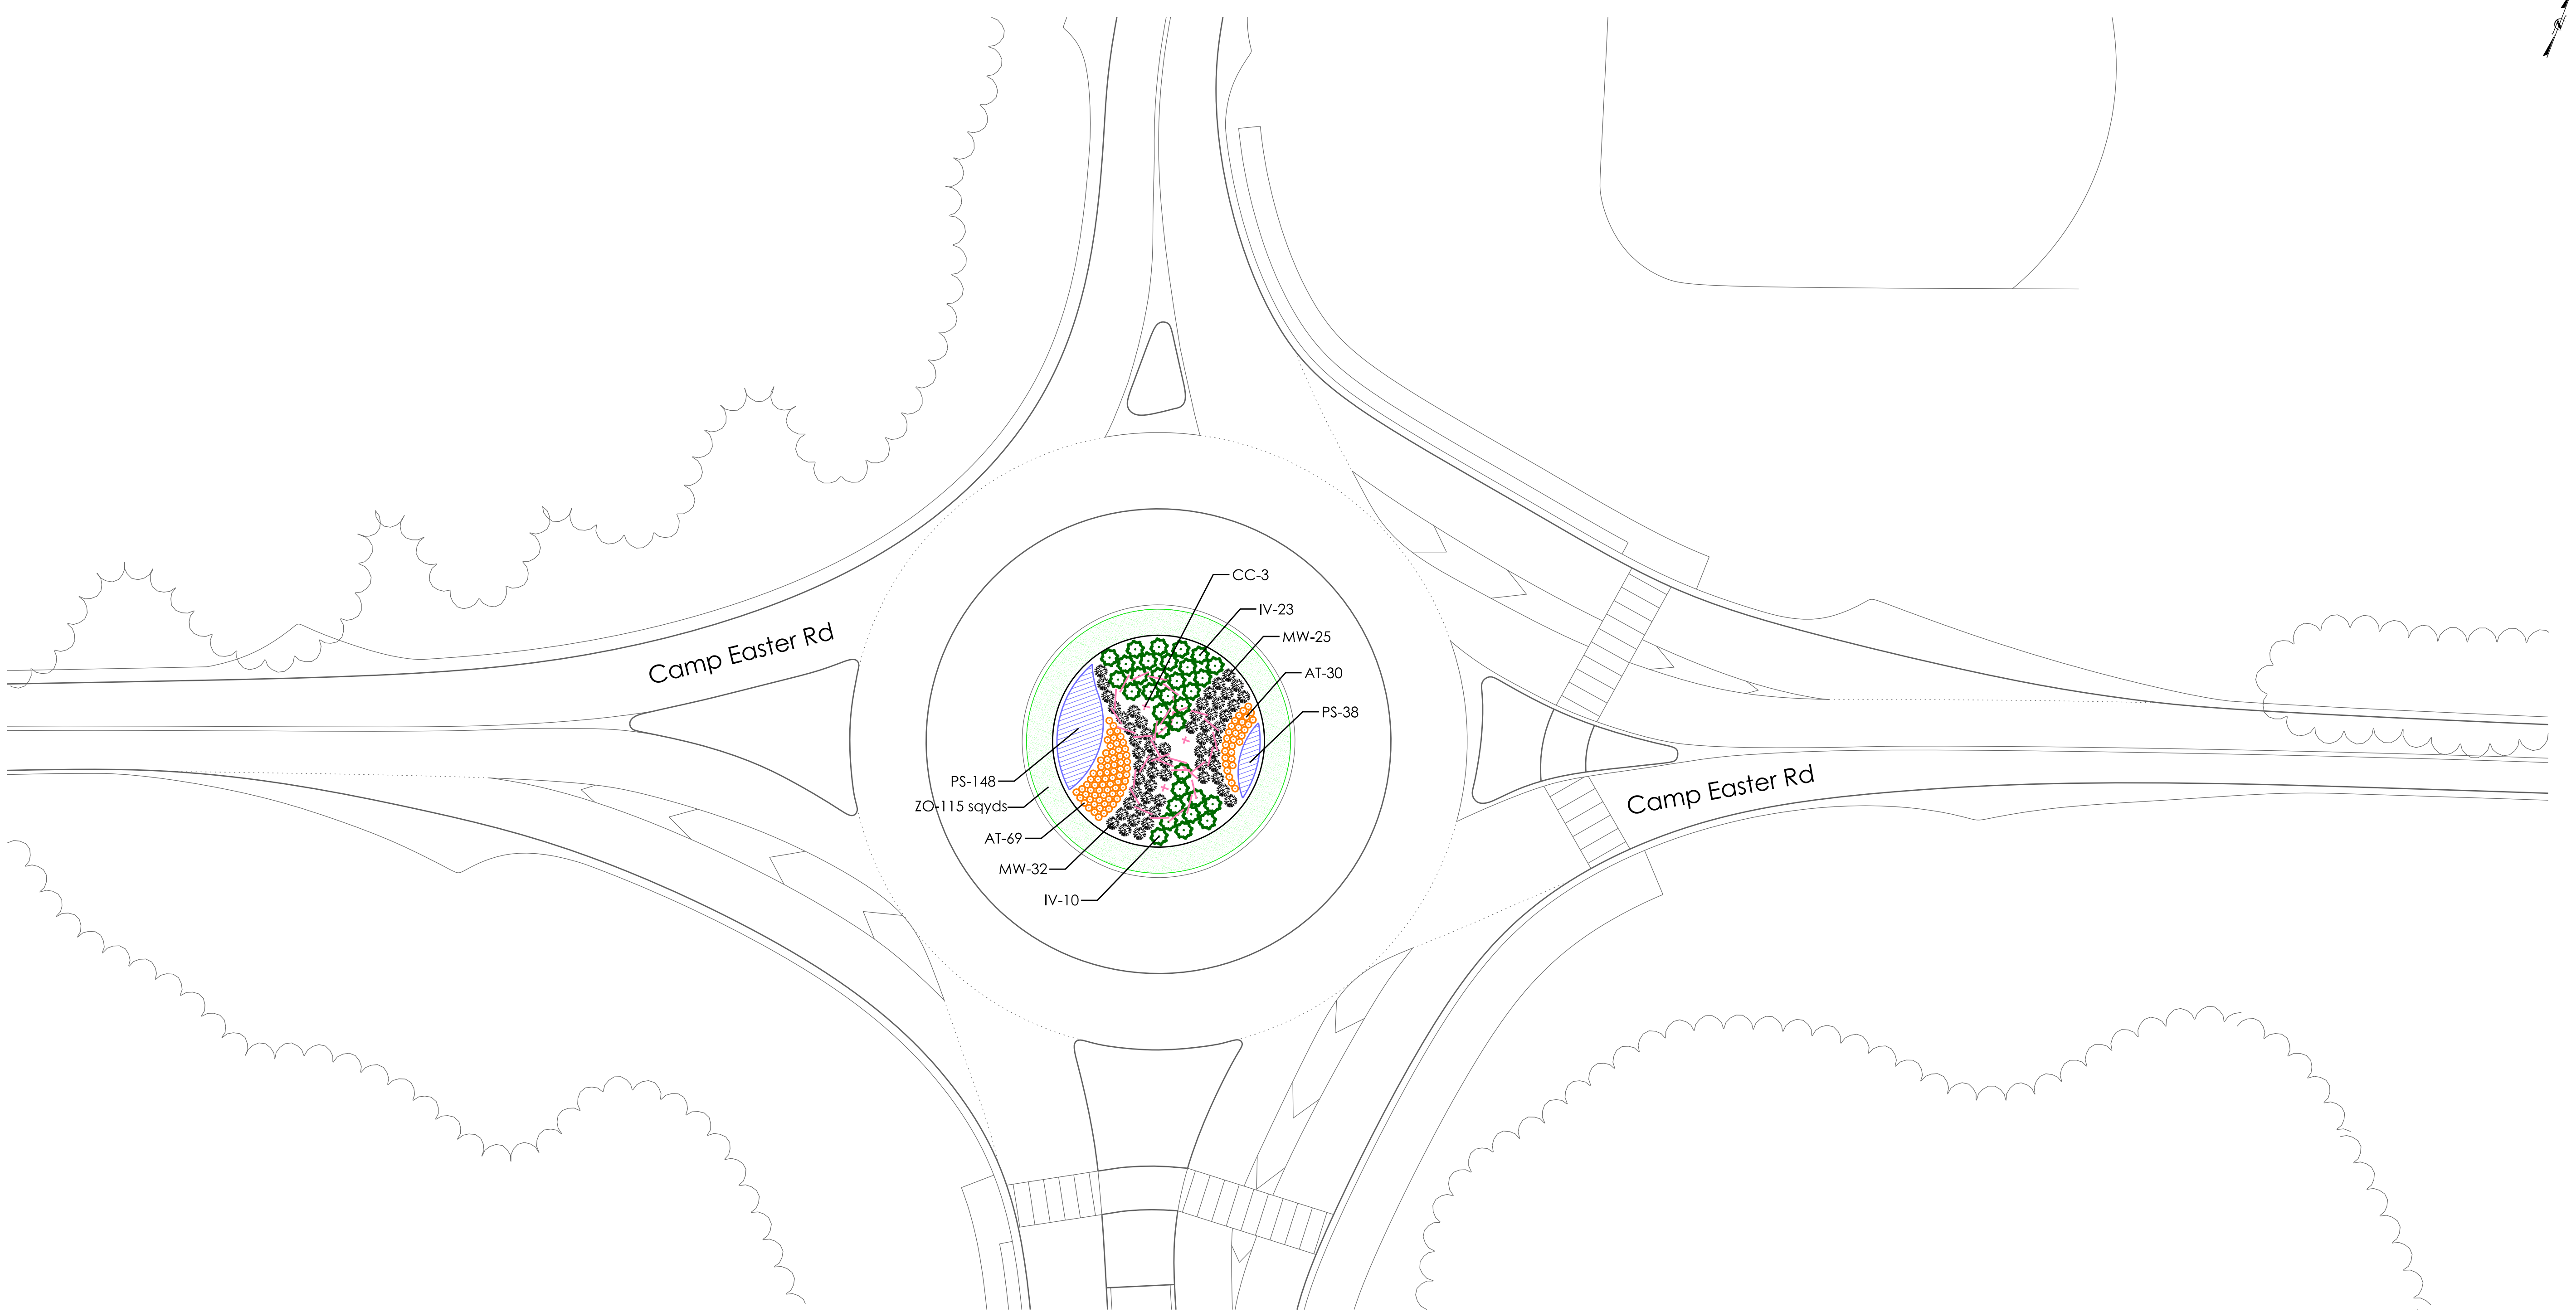 CC-3
IV-23
Camp Easter Rd
MW-25
AT-30
PS-38
PS-148
Camp Easter Rd
ZO-115 sqyds
AT-69
MW-32
IV-10